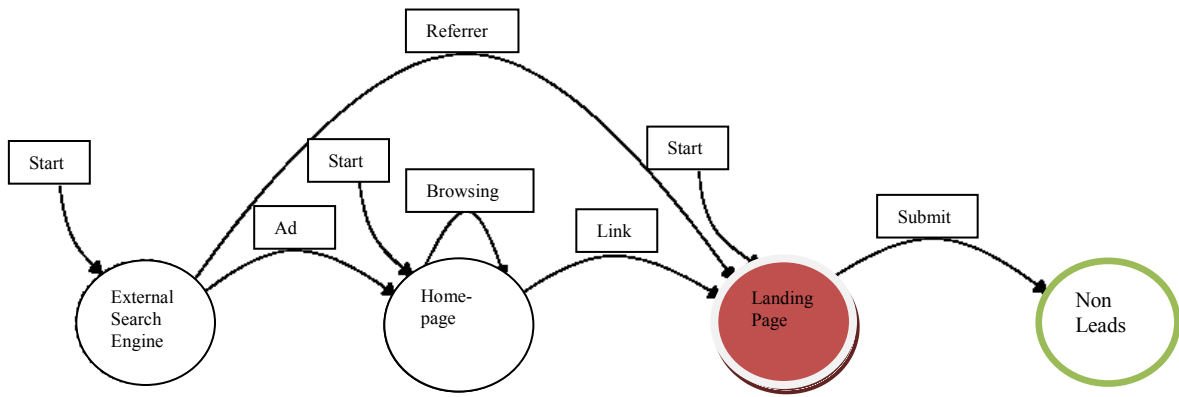 Referrer
Start
Start
Start
Browsing
Ad
Link
Submit
External
Search
Engine
Home-
page
Landing
Page
Non
Leads